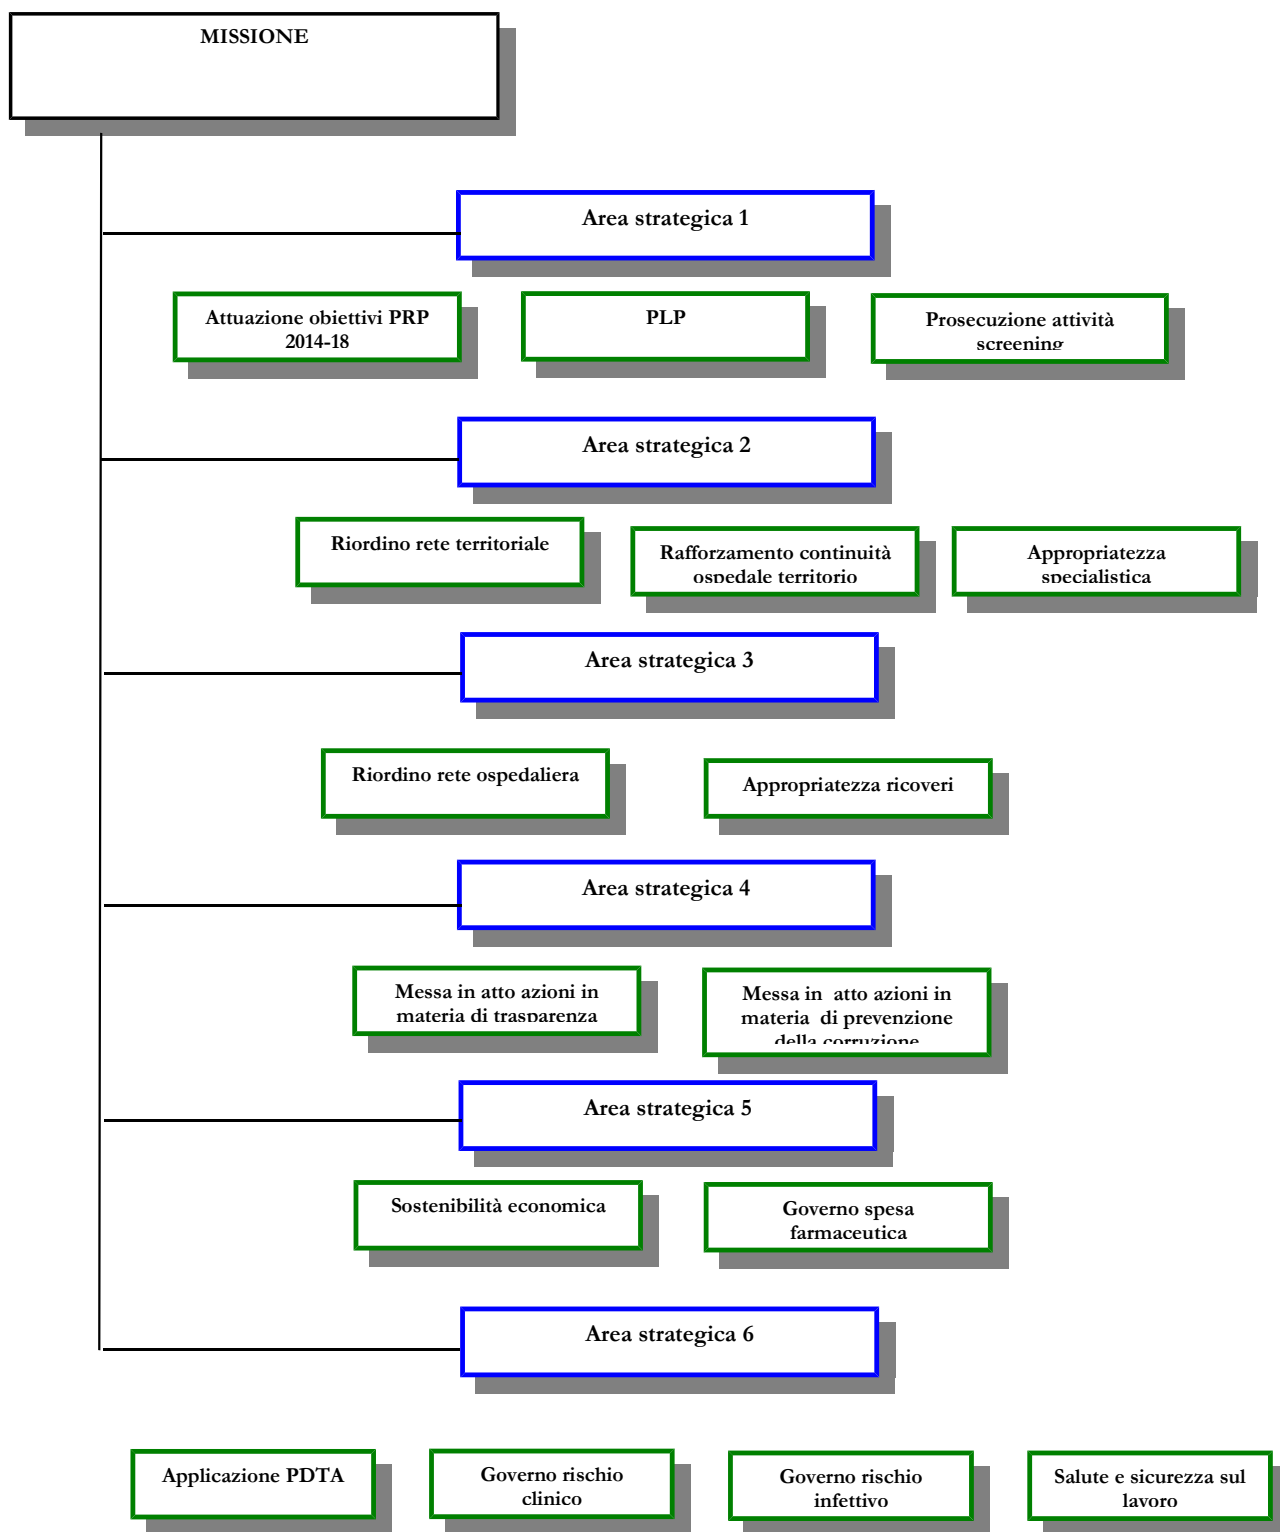 MISSIONE
Area strategica 1
Attuazione obiettivi PRP
2014-18
PLP
Prosecuzione attività
screening
Area strategica 2
Riordino rete territoriale
Rafforzamento continuità
ospedale territorio
Appropriatezza
specialistica
Area strategica 3
Riordino rete ospedaliera
Appropriatezza ricoveri
Area strategica 4
Messa in atto azioni in
materia di trasparenza
Messa in  atto azioni in
materia  di prevenzione
della corruzione
Area strategica 5
Sostenibilità economica
Governo spesa
farmaceutica
Area strategica 6
Applicazione PDTA
Governo rischio
clinico
Governo rischio
infettivo
Salute e sicurezza sul
lavoro